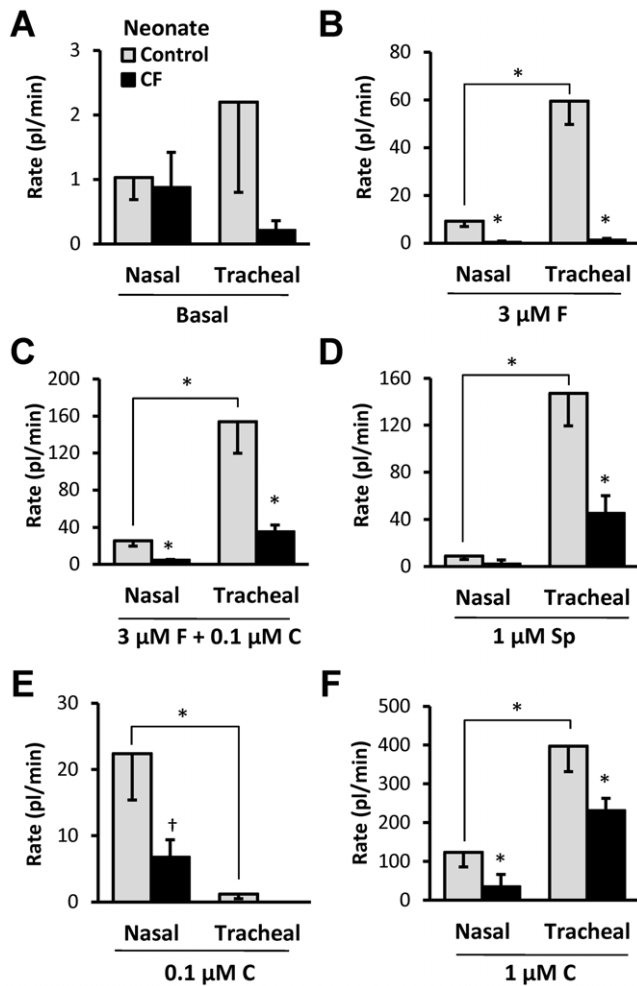 A
Neonate
Control
CF
Rate (pl/min)
3
2
1
0
Nasal Tracheal
Basal
B
Rate (pl/min)
80
60
40
20
0
*
*
*
Nasal Tracheal
3 µM F
C
Rate (pl/min)
200
160
120
80
40
0
*
*
*
Nasal Tracheal
3 µM F + 0.1 µM C
D
Rate (pl/min)
160
120
80
40
0
*
*
Nasal Tracheal
1 µM Sp
E
Rate (pl/min)
30
20
10
0
*
†
Nasal Tracheal
0.1 µM C
F
Rate (pl/min)
500
400
300
200
100
0
*
*
*
Nasal Tracheal
1 µM C